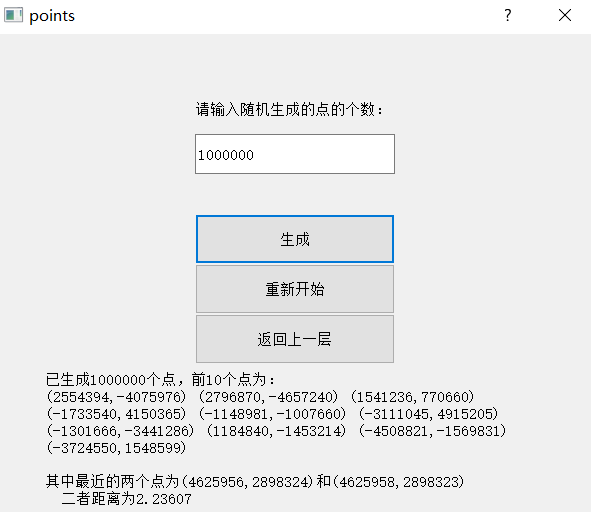 points
请输入随机生成的点的个数：
1000000
生成
重新开始
返回上一层
已生成1000000个点，前10个点为：
(2554394,-4075976) (2796870,-4657240) (1541236,770660)
(-1733540,4150365) (-1148981,-1007660) (-3111045,4915205)
(-1301666,-3441286) (1184840,-1453214) (-4508821,-1569831)
(-3724550,1548599)
其中最近的两个点为(4625956,2898324)和(4625958,2898323)
二者距离为2.23607